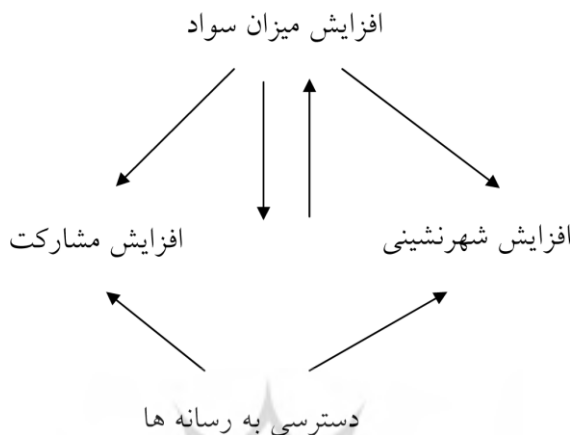 افزایش میزان سواد
افزایش شهرنشینی
افزایش مشارکت
دسترسی به رسانه ها